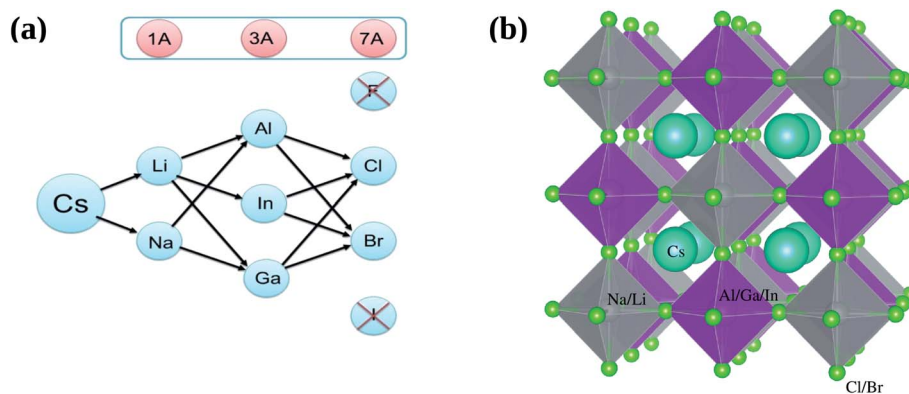 (a)
1A 3A 7A
F
Al
Li Cl
Cs In
Na Br
Ga
I
(b)
Cs
Na/Li Al/Ga/In
Cl/Br